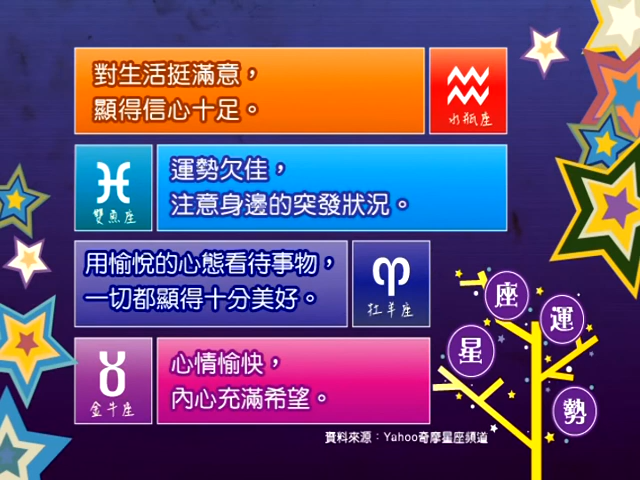 對生活挺滿意，
顯得信心十足。
水瓶座
雙魚座
運勢欠佳，
注意身邊的突發狀況。
用愉悅的心態看待事物，
一切都顯得十分美好。
牡羊座
金牛座
心情愉快，
內心充滿希望。
星座運勢
資料來源：Yahoo奇摩星座頻道